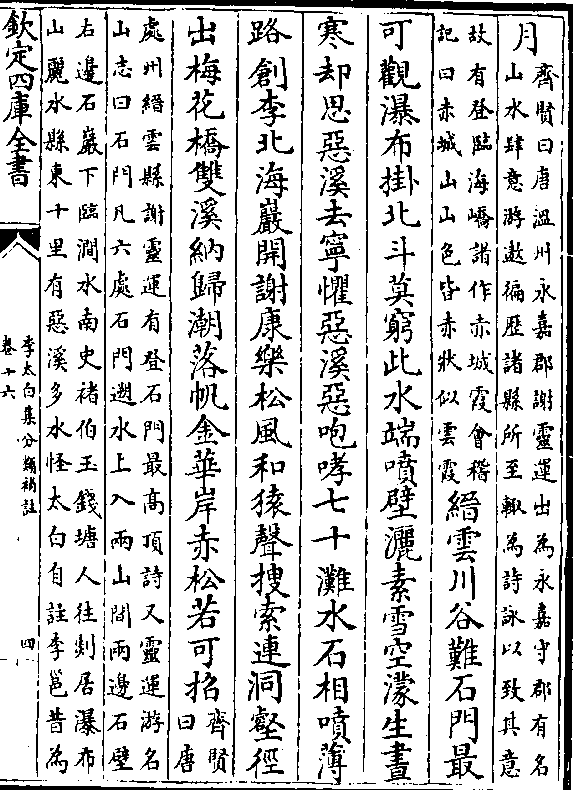 月
齊賢曰唐溫州永嘉郡謝靈運出為永嘉守郡有名
山水肆意游遨徧歷諸縣所至輒為詩詠以致其意
故有登臨海嶠諸作赤城霞會稽
記曰赤城山山色皆赤狀似雲霞
縉雲川谷難石門最
可觀瀑布掛北斗莫窮此水端噴壁灑素雪空濛生晝
寒却思惡溪去寧懼惡溪惡咆哮七十灘水石相噴薄
路創李北海巖開謝康樂松風和猿聲搜索連洞壑徑
出梅花橋雙溪納歸潮落帆金華岸赤松若可招
齊賢
曰唐
處州縉雲縣謝靈運有登石門最高頂詩又靈運游名
山志曰石門凡六處石門遡水上入兩山間兩邊石壁
右邊石巖下臨澗水南史褚伯玉錢塘人往剡居瀑布
山麗水縣東十里有惡溪多水怪太白自註李邕昔為
欽定四庫全書
李太白集分類補註
卷十六
四